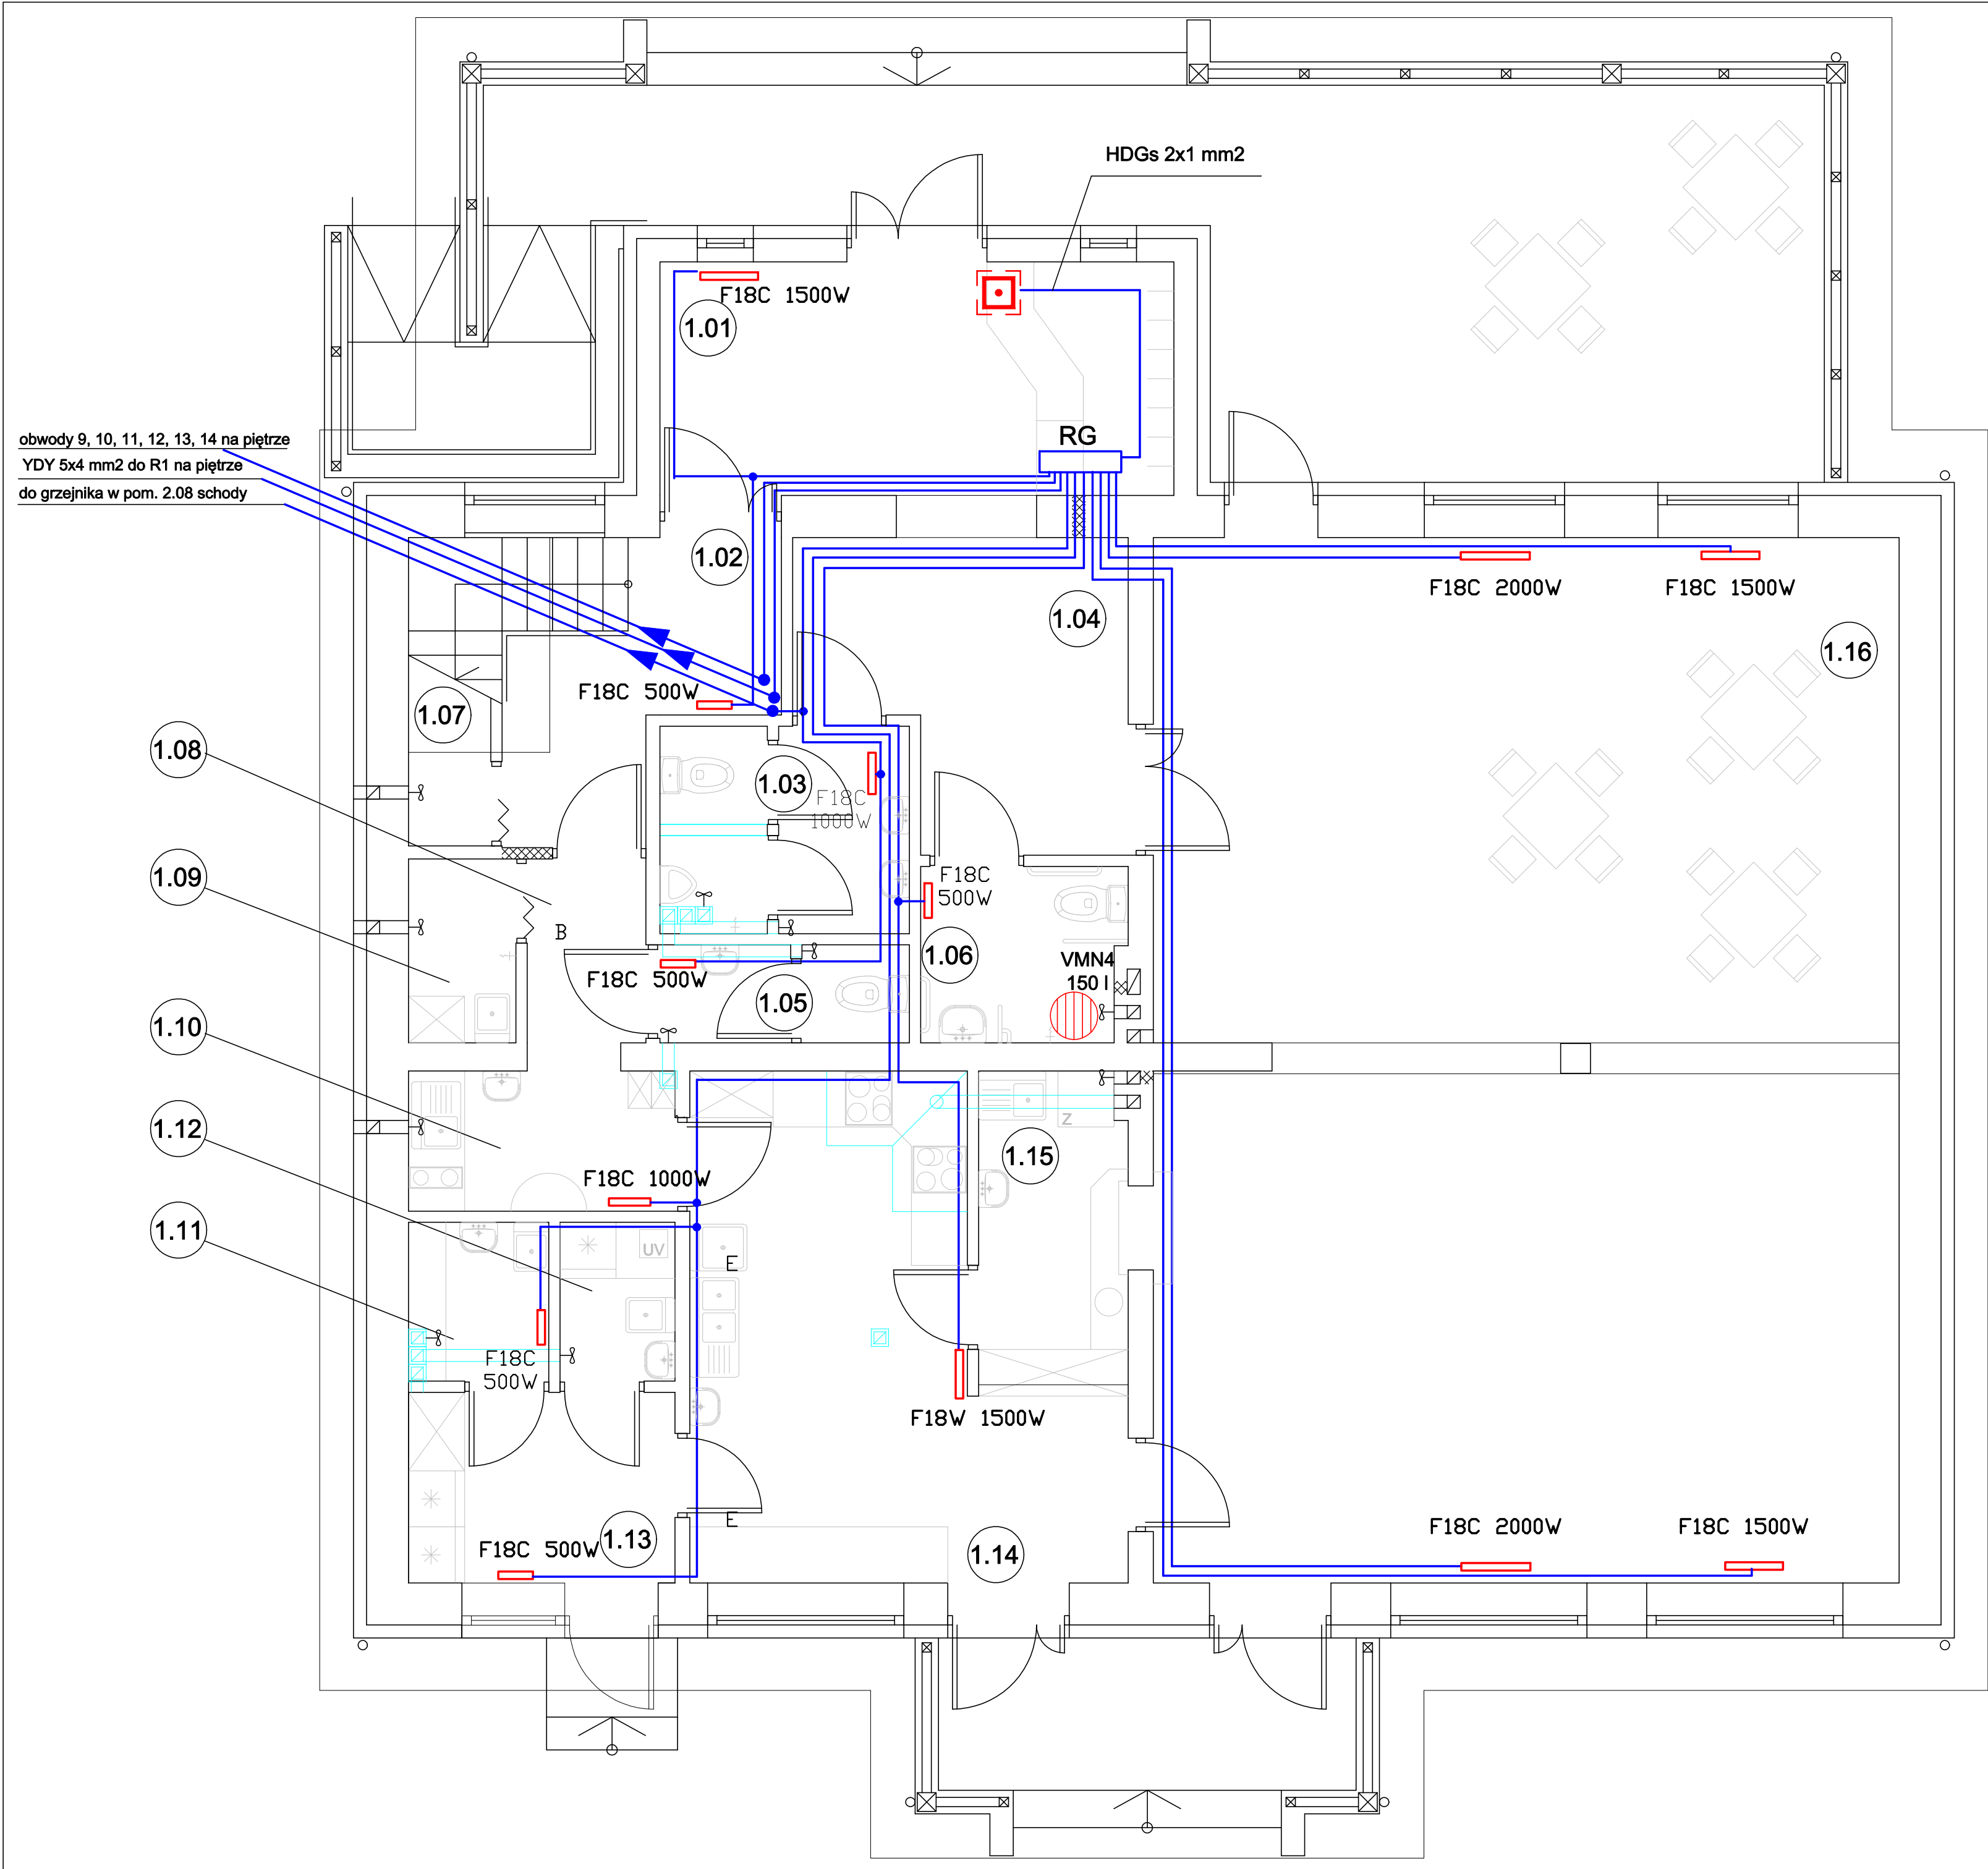 HDGs 2x1 mm2
F18C 1500W
1.01
RG
obwody 9, 10, 11, 12, 13, 14 na piętrze
YDY 5x4 mm2 do R1 na piętrze
do grzejnika w pom. 2.08 schody
1.02
F18C 2000W
F18C 1500W
1.04
1.16
F18C 500W
1.07
1.08
1.03
F18C
1000W
1.09
F18C
500W
B
1.06
VMN4
150 l
F18C 500W
1.05
1.10
Z
1.12
1.15
F18C 1000W
1.11
UV
E
F18C
500W
F18W 1500W
E
F18C 2000W
F18C 1500W
F18C 500W
1.13
1.14